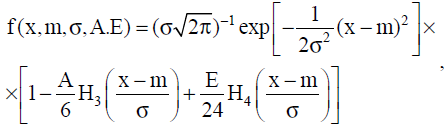 f(x,m,σ,A.E) = (σ√2π)⁻¹ exp[−1/(2σ²) (x−m)²]×
×[1−A/6 H₃((x−m)/σ)+E/24 H₄((x−m)/σ)],